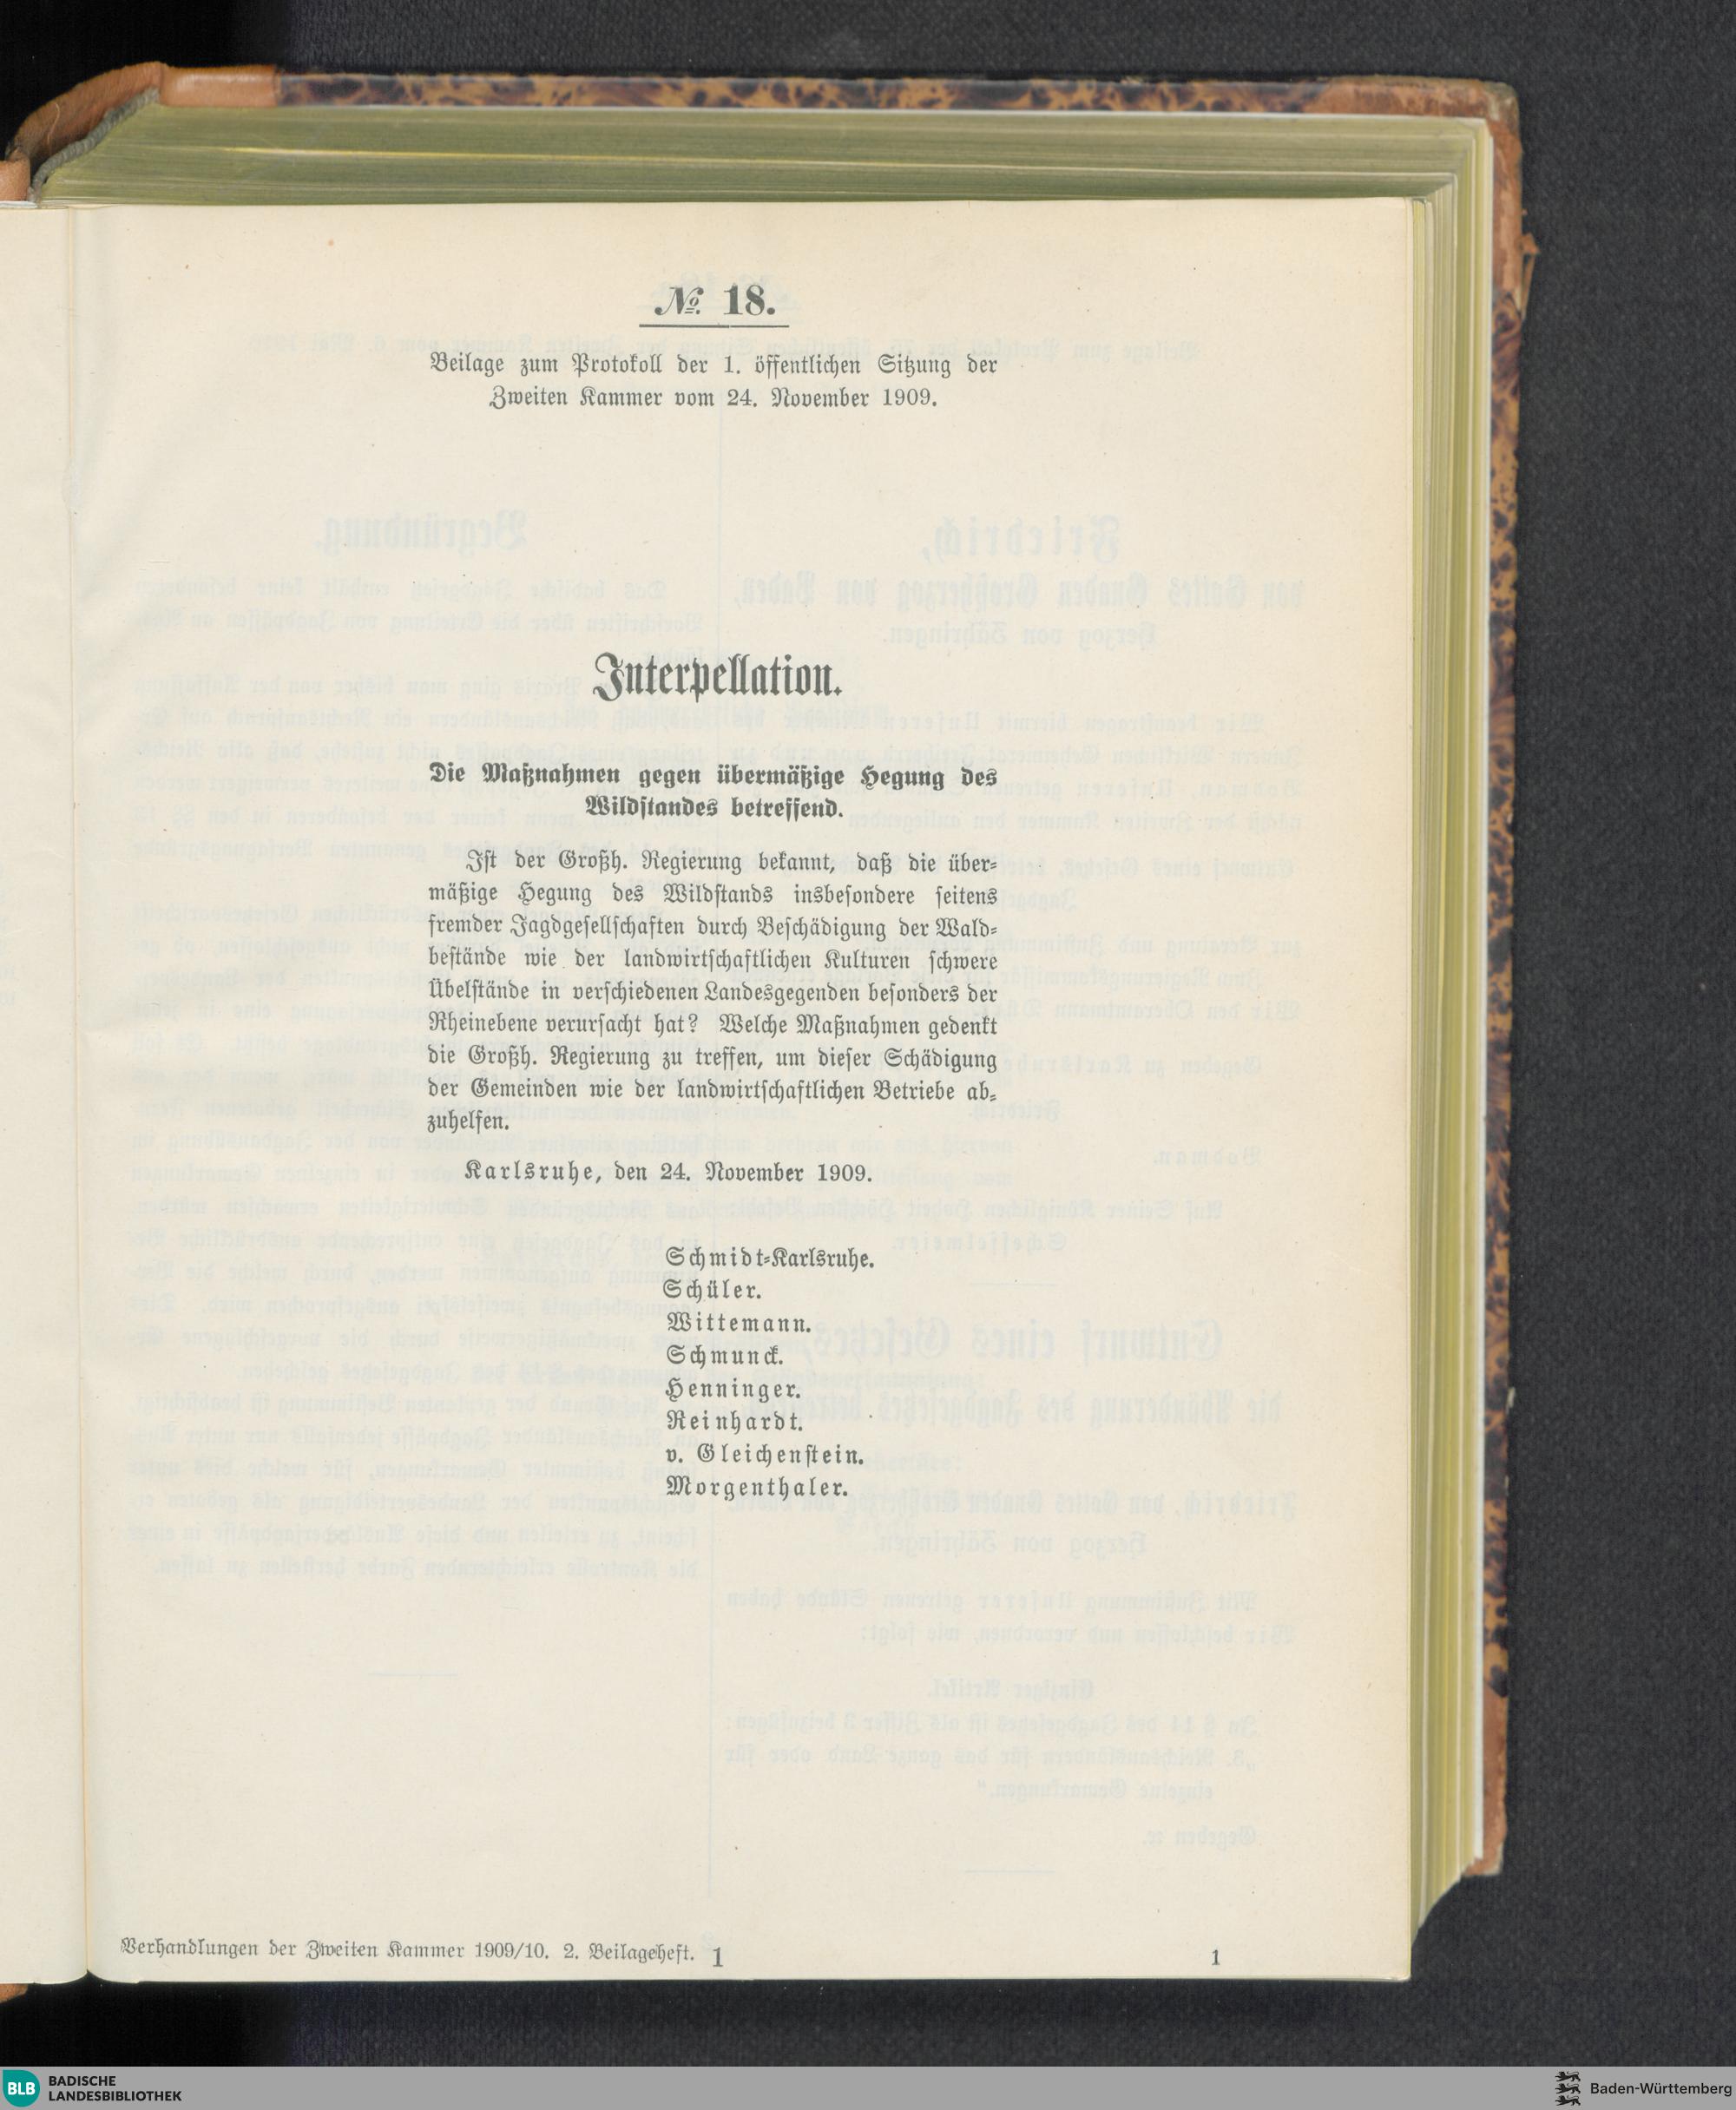 № 18.
Beilage zum Protokoll der 1. öffentlichen Sitzung der
Zweiten Kammer vom 24. November 1909.
Interpellation.
Die Maßnahmen gegen übermäßige Hegung des
Wildstandes betreffend.
Ist der Großh. Regierung bekannt, daß die über-
mäßige Hegung des Wildstands insbesondere seitens
fremder Jagdgesellschaften durch Beschädigung der Wald-
bestände wie der landwirtschaftlichen Kulturen schwere
Übelstände in verschiedenen Landesgegenden besonders der
Rheinebene verursacht hat? Welche Maßnahmen gedenkt
die Großh. Regierung zu treffen, um dieser Schädigung
der Gemeinden wie der landwirtschaftlichen Betriebe ab-
zuhelfen.
Karlsruhe, den 24. November 1909.
Schmidt-Karlsruhe.
Schüler.
Wittemann.
Schmunck.
Henninger.
Reinhardt.
v. Gleichenstein.
Morgenthaler.
Verhandlungen der Zweiten Kammer 1909/10. 2. Beilageheft. 1 1
BLB BADISCHE
LANDESBIBLIOTHEK
Baden-Württemberg